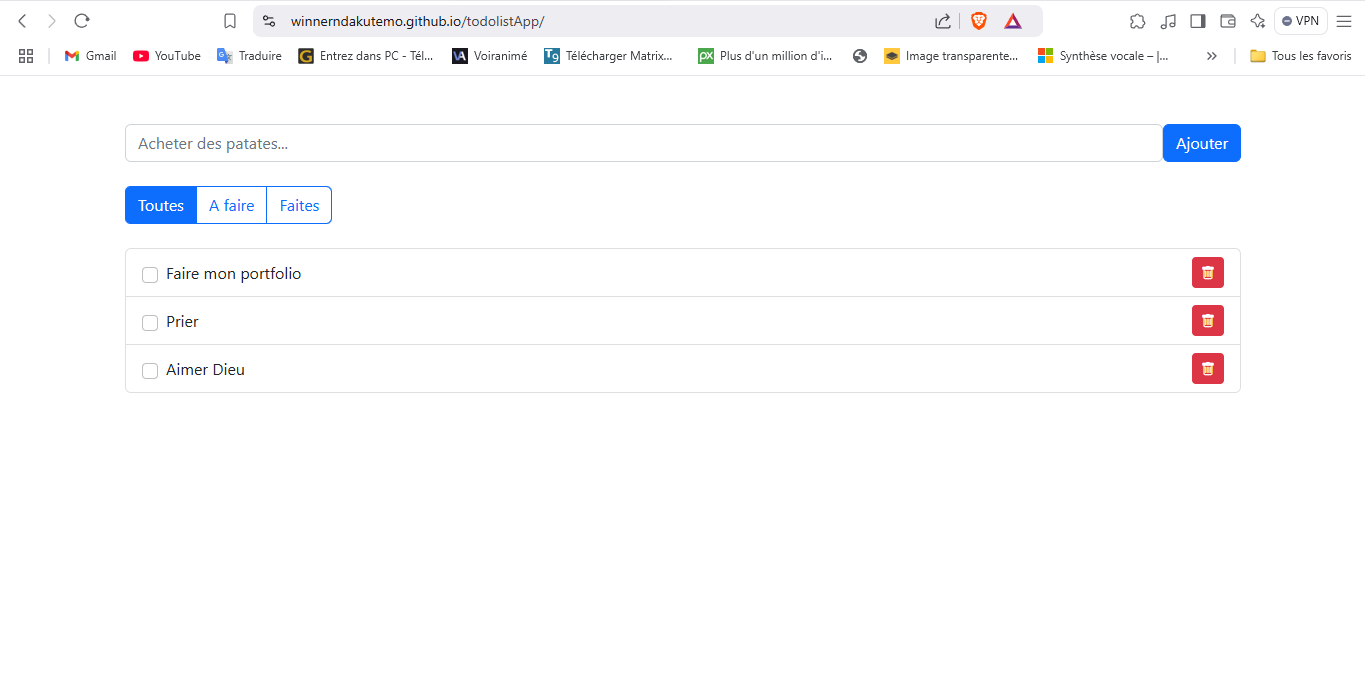 winnerndakutemo.github.io/todolistApp/
VPN
Gmail
YouTube
Traduire
Entrez dans PC - Tél...
Voiranimé
Télécharger Matrix...
Plus d'un million d'i...
Image transparente...
Synthèse vocale – |...
Tous les favoris
Acheter des patates...
Ajouter
Toutes
A faire
Faites
Faire mon portfolio
Prier
Aimer Dieu